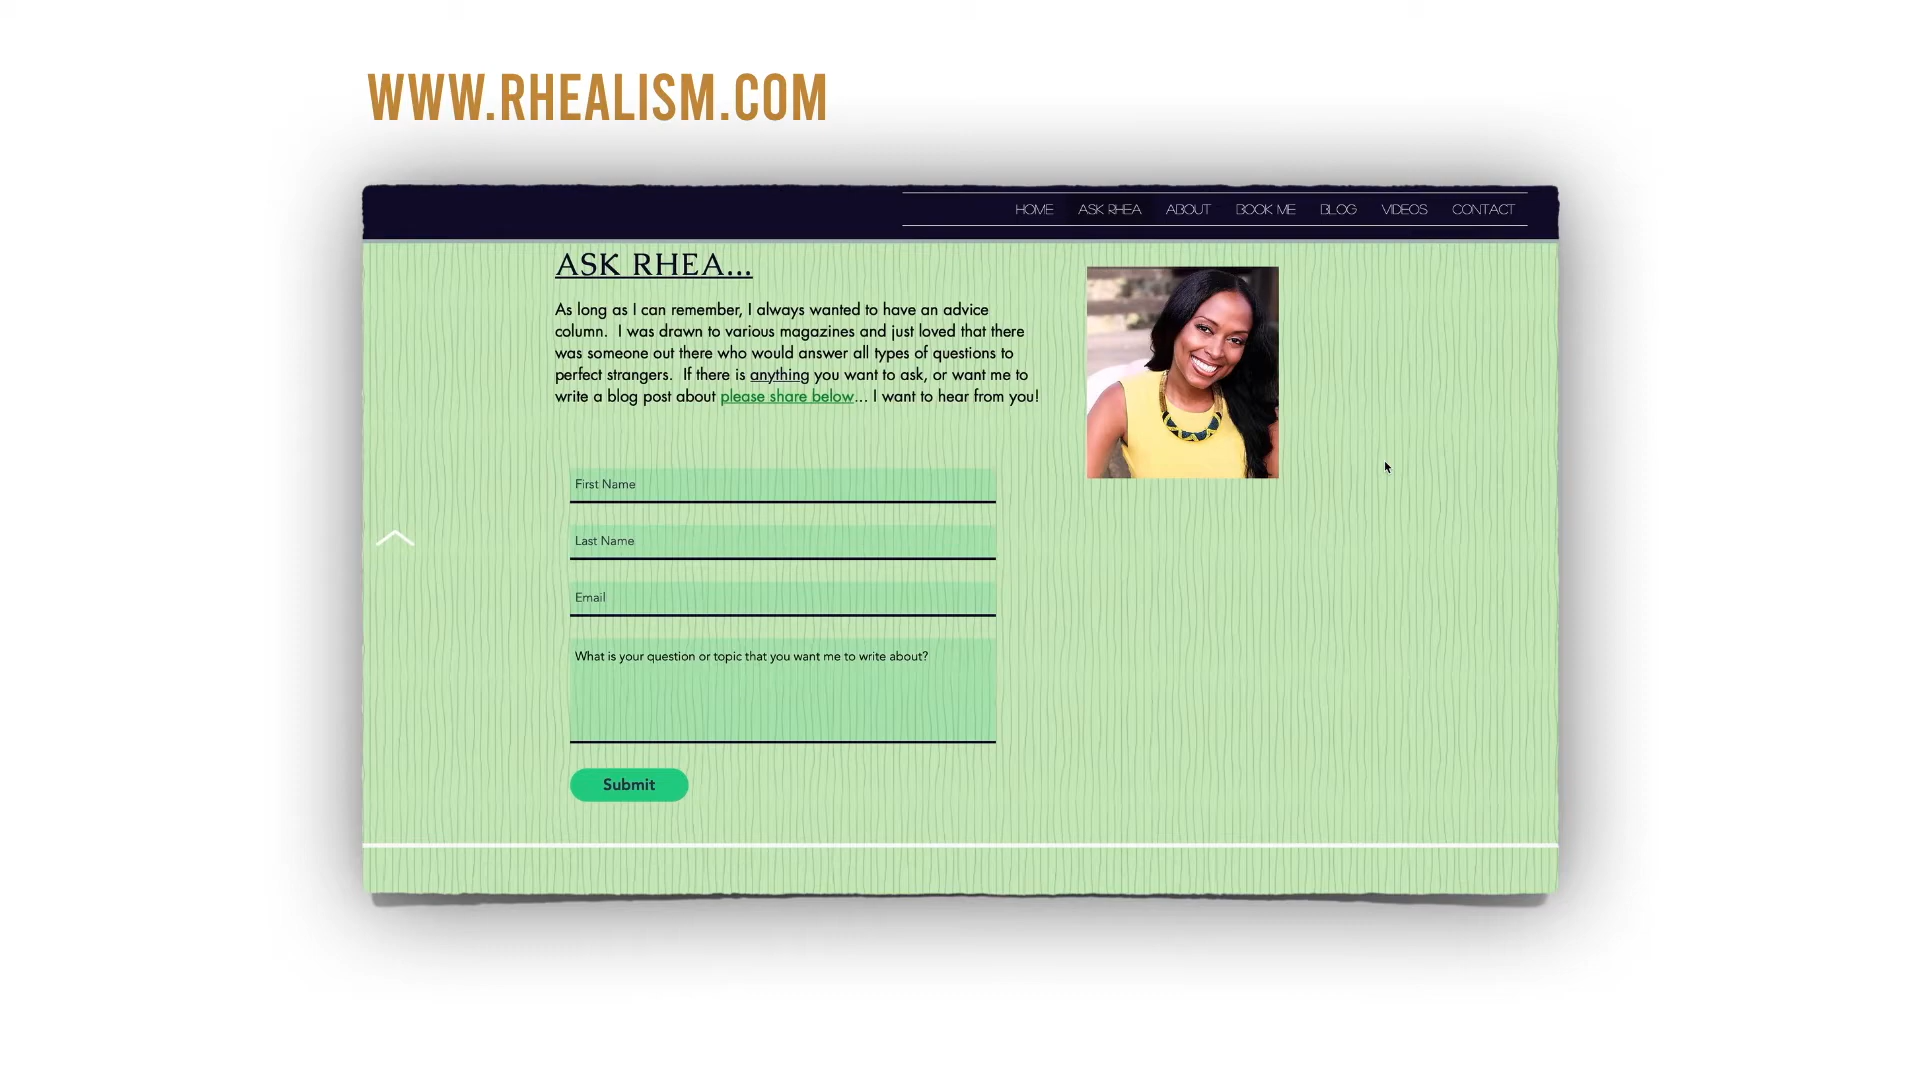 WWW.RHEALISM.COM
HOME ASK RHEA ABOUT BOOK ME BLOG VIDEOS CONTACT
ASK RHEA...
As long as I can remember, I always wanted to have an advice
column. I was drawn to various magazines and just loved that there
was someone out there who would answer all types of questions to
perfect strangers. If there is anything you want to ask, or want me to
write a blog post about please share below... I want to hear from you!
First Name
Last Name
Email
What is your question or topic that you want me to write about?
Submit